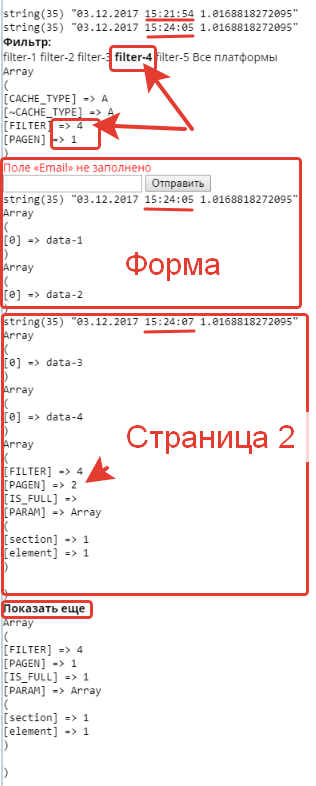 string(35) "03.12.2017 15:21:54 1.0168818272095"
string(35) "03.12.2017 15:24:05 1.0168818272095"
Фильтр:
filter-1 filter-2 filter-3 filter-4 filter-5 Все платформы
Array
(
[CACHE_TYPE] => A
[~CACHE_TYPE] => A
[FILTER] => 4
[PAGEN] => 1
)
Поле «Email» не заполнено
Отправить
string(35) "03.12.2017 15:24:05 1.0168818272095"
Array
(
[0] => data-1
)
Форма
Array
(
[0] => data-2
)
string(35) "03.12.2017 15:24:07 1.0168818272095"
Array
(
[0] => data-3
)
Array
(
[0] => data-4
)
Страница 2
Array
(
[FILTER] => 4
[PAGEN] => 2
[IS_FULL] =>
[PARAM] => Array
(
[section] => 1
[element] => 1
)
)
Показать еще
Array
(
[FILTER] => 4
[PAGEN] => 1
[IS_FULL] => 1
[PARAM] => Array
(
[section] => 1
[element] => 1
)
)